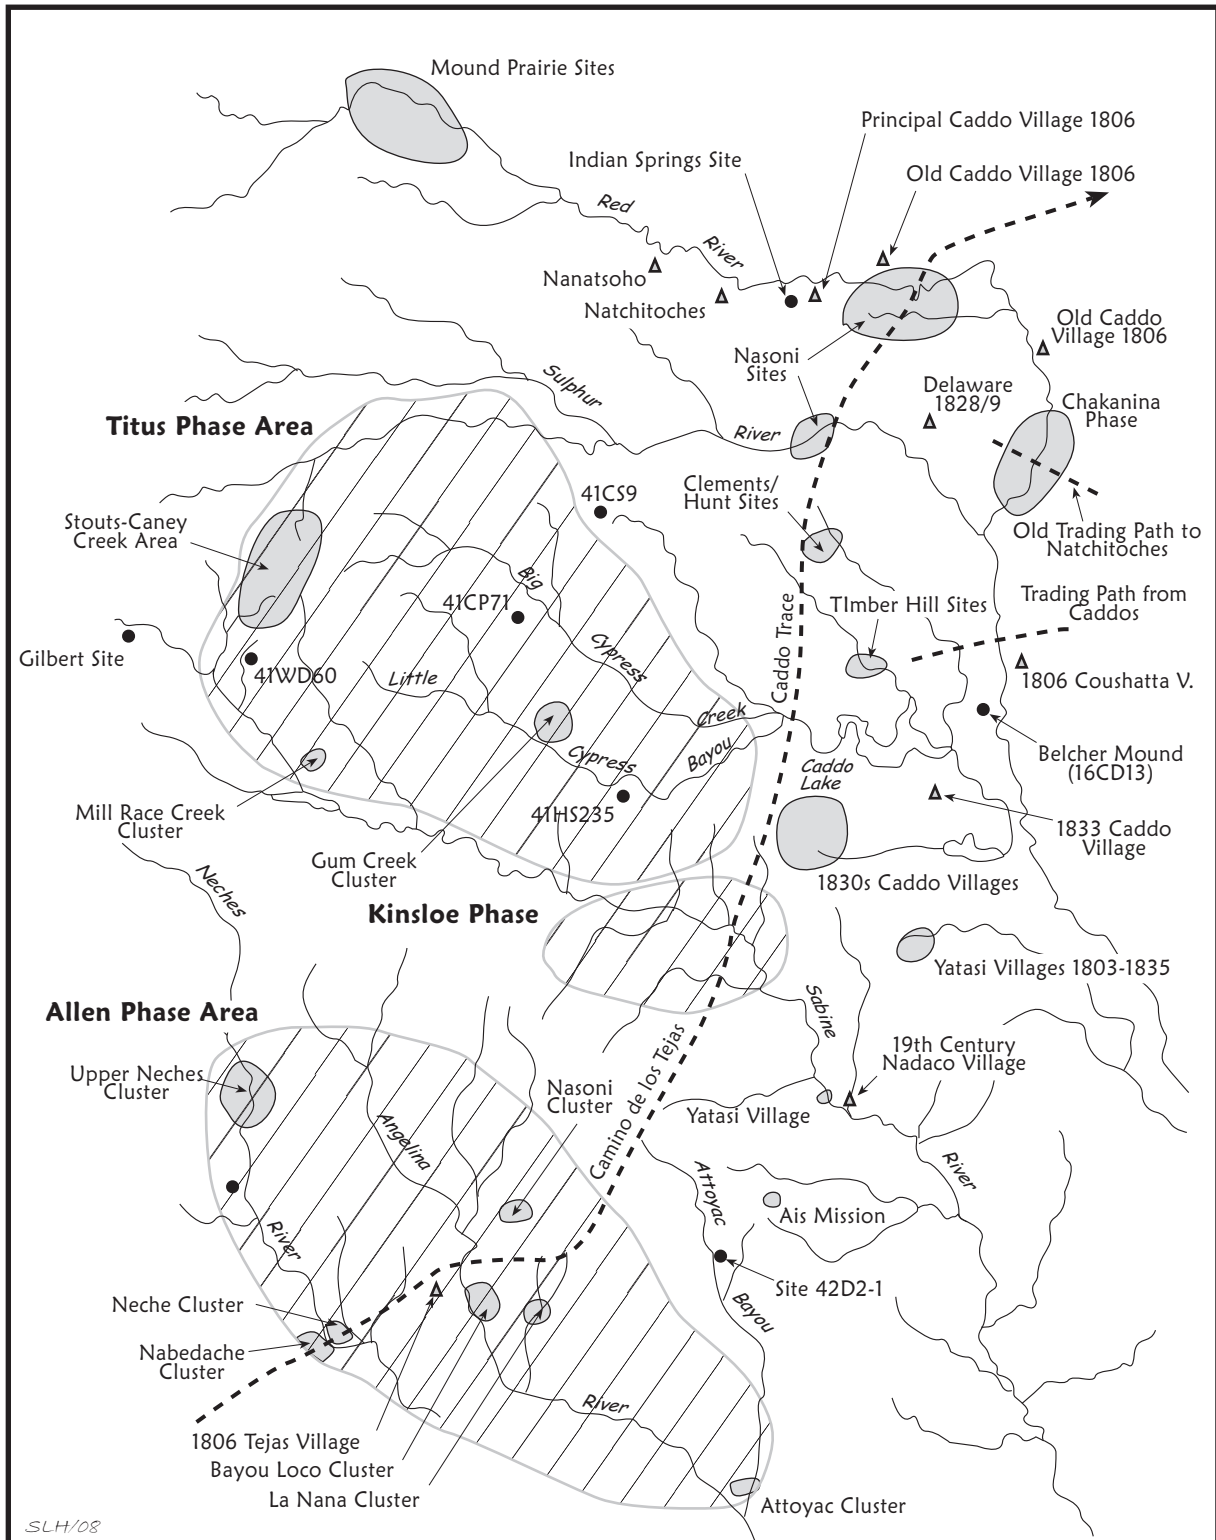 Mound Prairie Sites
Principal Caddo Village 1806
Indian Springs Site
Old Caddo Village 1806
Red
River
Nanatsoho
Natchitoches
Old Caddo
Village 1806
Nasoni
Sites
Sulphur
River
Delaware
1828/9
Chakanina
Phase
Titus Phase Area
Clements/
Hunt Sites
41CS9
Stouts-Caney
Creek Area
Old Trading Path to
Natchitoches
Big
41CP71
Cypress
Creek
TImber Hill Sites
Trading Path from
Caddos
Caddo Trace
Gilbert Site
41WD60
Little
Cypress
Bayou
1806 Coushatta V.
Belcher Mound
(16CD13)
Caddo
Lake
41HS235
Mill Race Creek
Cluster
Gum Creek
Cluster
1833 Caddo
Village
1830s Caddo Villages
Neches
Kinsloe Phase
Yatasi Villages 1803-1835
Sabine
Allen Phase Area
19th Century
Nadaco Village
Upper Neches
Cluster
Nasoni
Cluster
Camino de los Tejas
Yatasi Village
Angelina
Attoyac
River
Ais Mission
River
Site 42D2-1
Neche Cluster
Bayou
Nabedache
Cluster
River
1806 Tejas Village
Bayou Loco Cluster
La Nana Cluster
Attoyac Cluster
SLH/08